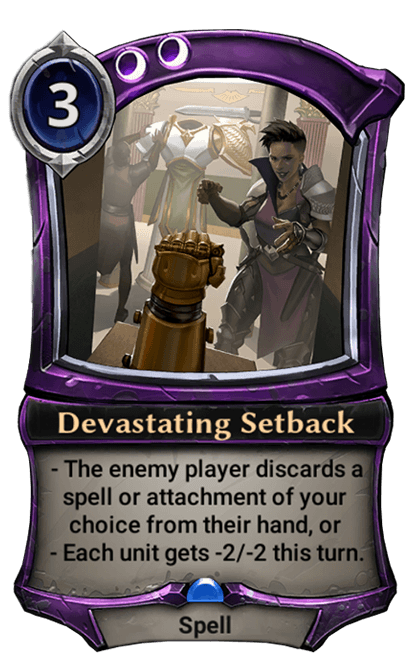 3
Devastating Setback
- The enemy player discards a
spell or attachment of your
choice from their hand, or
- Each unit gets -2/-2 this turn.
Spell